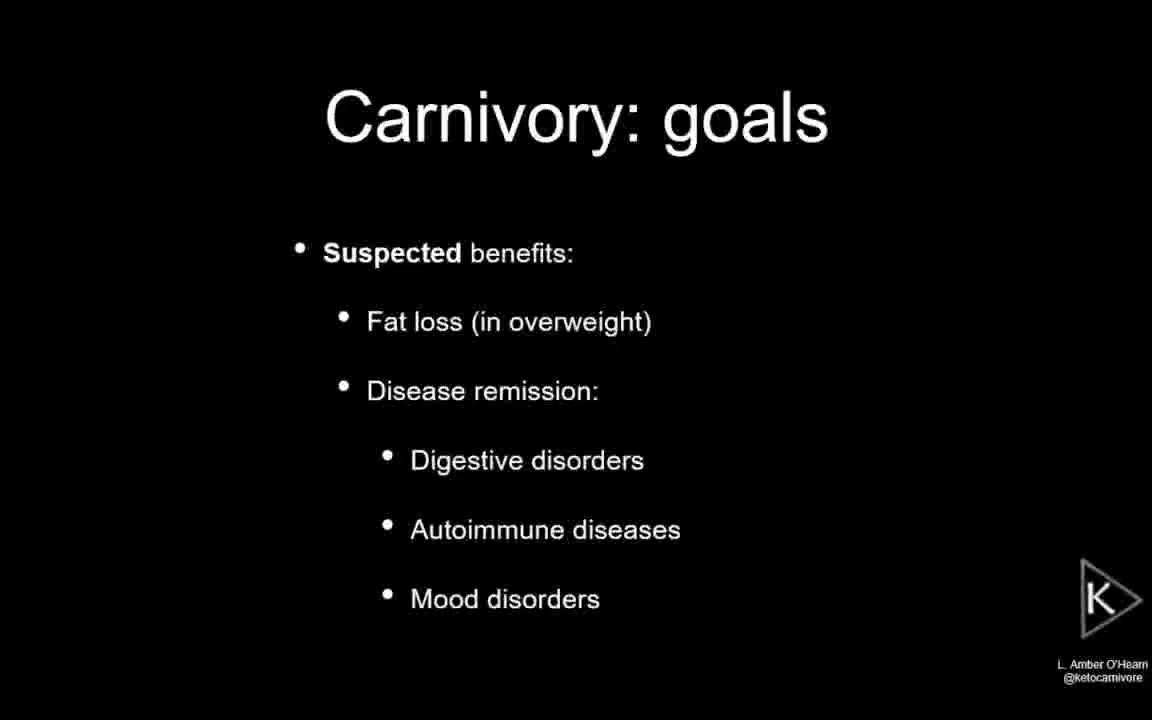 Carnivory: goals
• Suspected benefits:
• Fat loss (in overweight)
• Disease remission:
• Digestive disorders
• Autoimmune diseases
• Mood disorders
K
L. Amber O'Hearn
@ketocarnivore